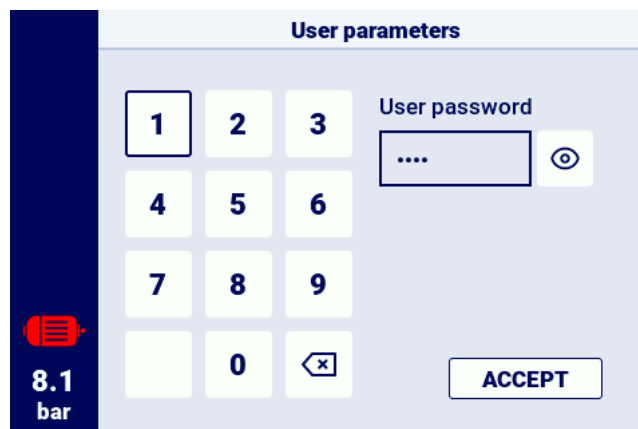 User parameters
1 2 3
User password
••••
4 5 6
7 8 9
0
8.1
bar
ACCEPT